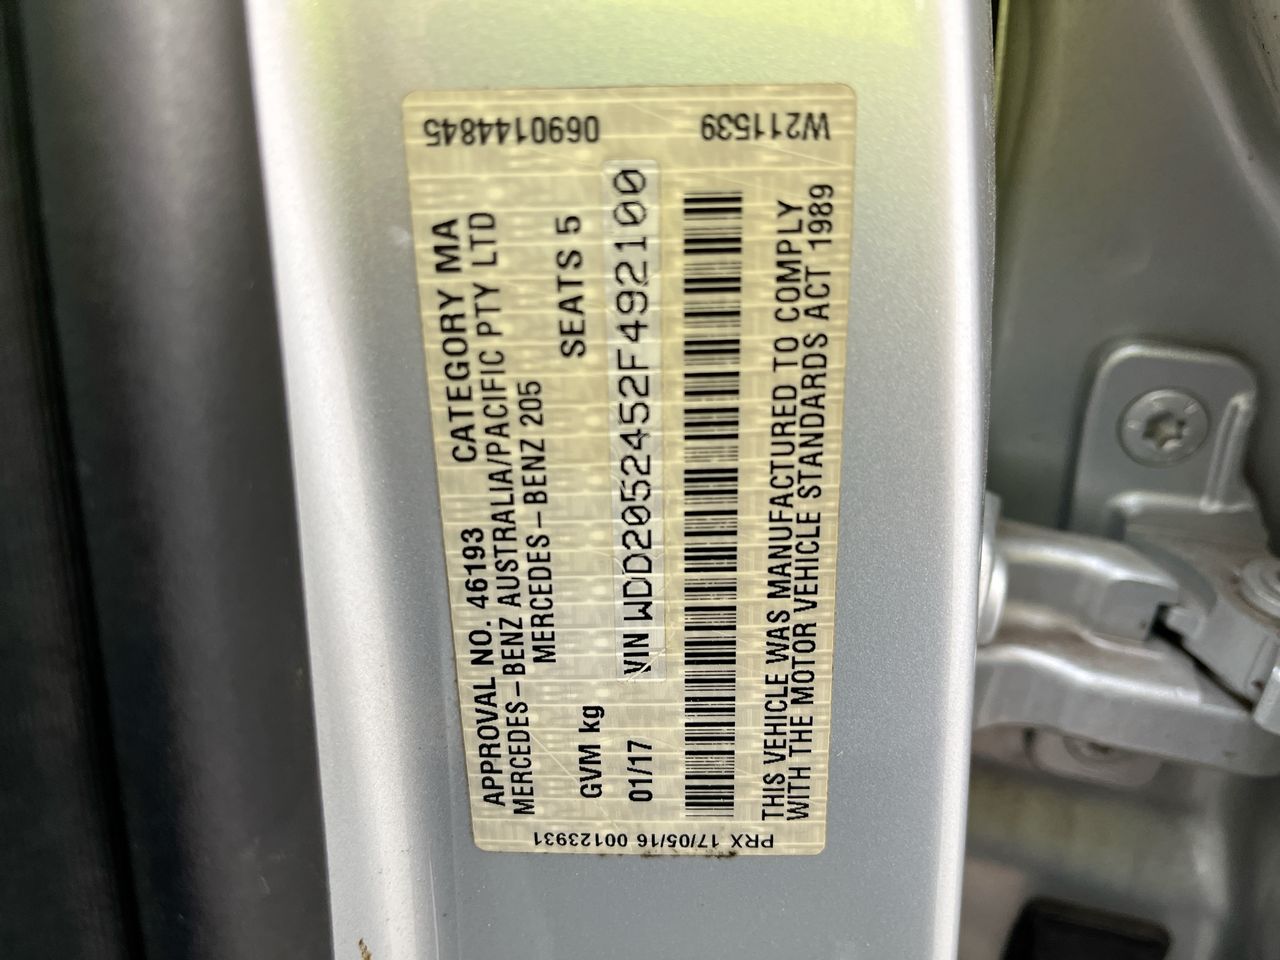 APPROVAL NO. 46193 CATEGORY MA
MERCEDES-BENZ AUSTRALIA/PACIFIC PTY LTD
MERCEDES-BENZ 205
GVM kg SEATS 5
01/17 VIN WDD2052452F492100
THIS VEHICLE WAS MANUFACTURED TO COMPLY
WITH THE MOTOR VEHICLE STANDARDS ACT 1989
W211539 0690144845
PRX 17/05/16 00123931